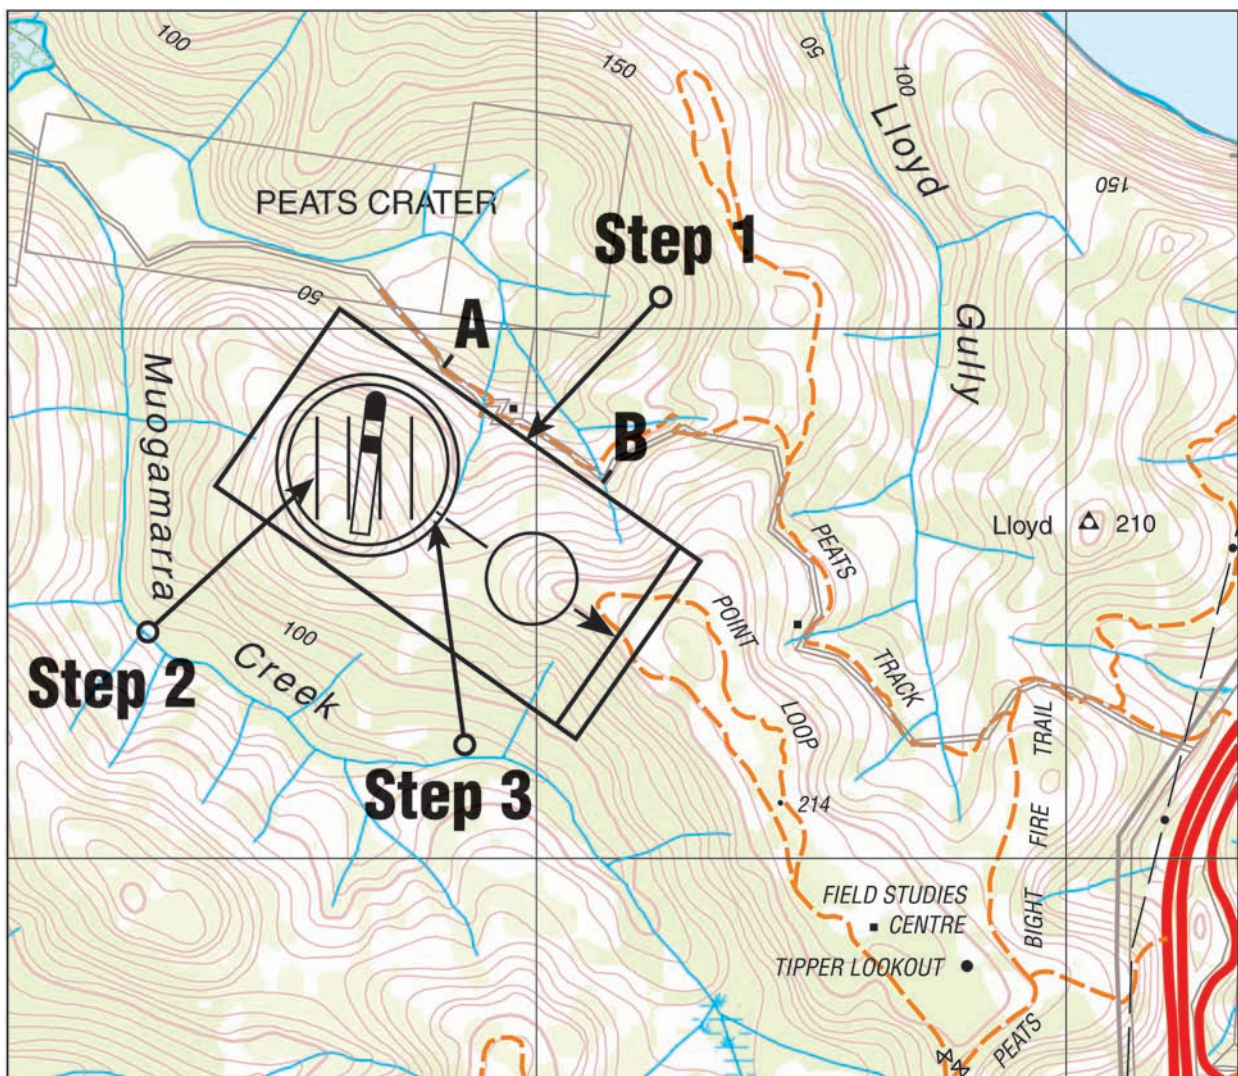 100
150
50
100
Lloyd
150
PEATS CRATER
Step 1
50
A
Gully
Muogamarra
B
Lloyd
210
PEATS
POINT
100
Creek
Step 2
TRACK
LOOP
TRAIL
Step 3
214
FIRE
FIELD STUDIES
CENTRE
BIGHT
TIPPER LOOKOUT
PEATS